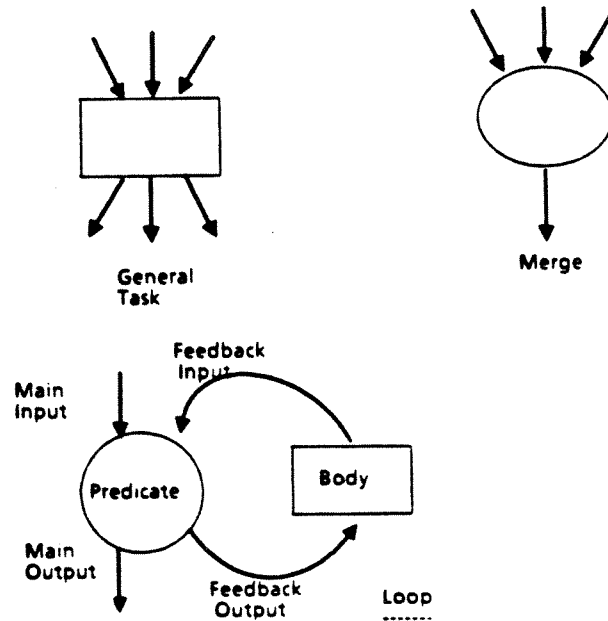 General
Task
Merge
Feedback
Input
Main
Input
Predicate
Body
Main
Output
Feedback
Output
Loop